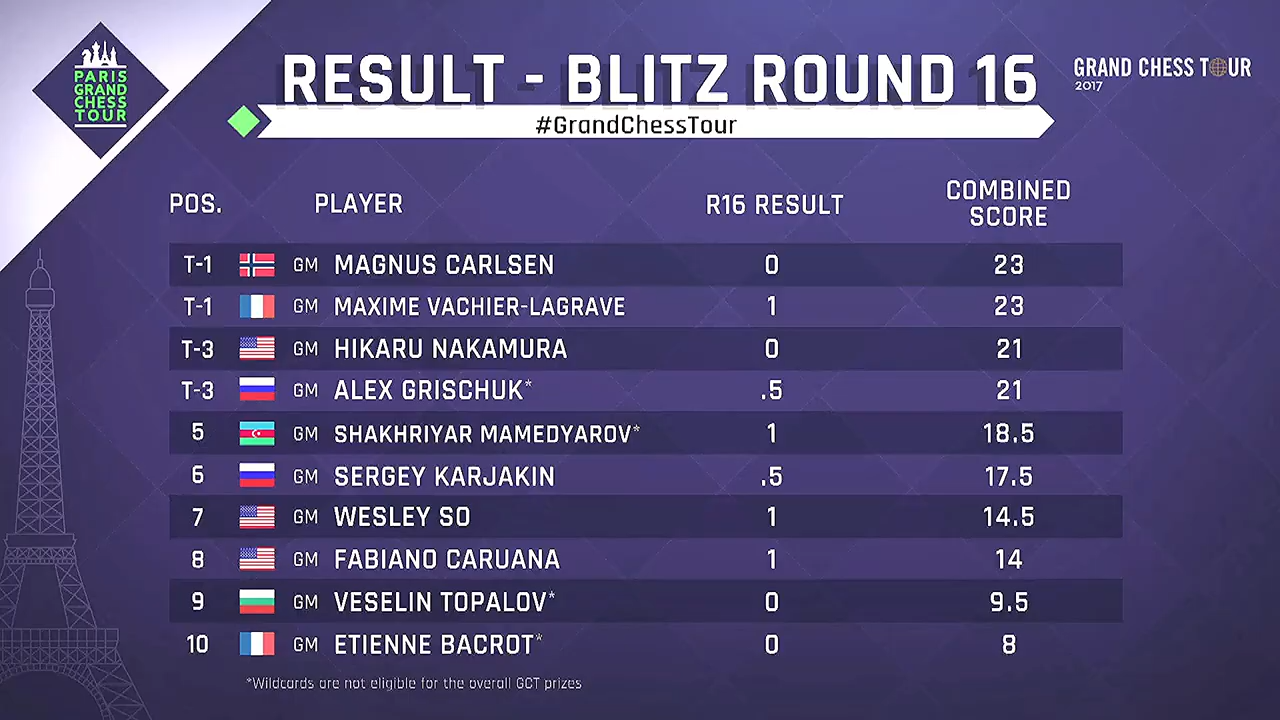 PARIS
GRAND
CHESS
TOUR
RESULT - BLITZ ROUND 16
#GrandChessTour
GRAND CHESS TOUR
2017
POS. PLAYER R16 RESULT COMBINED SCORE
T-1 GM MAGNUS CARLSEN 0 23
T-1 GM MAXIME VACHIER-LAGRAVE 1 23
T-3 GM HIKARU NAKAMURA 0 21
T-3 GM ALEX GRISCHUK* .5 21
5 GM SHAKHRIYAR MAMEDYAROV* 1 18.5
6 GM SERGEY KARJAKIN .5 17.5
7 GM WESLEY SO 1 14.5
8 GM FABIANO CARUANA 1 14
9 GM VESELIN TOPALOV* 0 9.5
10 GM ETIENNE BACROT* 0 8
*Wildcards are not eligible for the overall GCT prizes